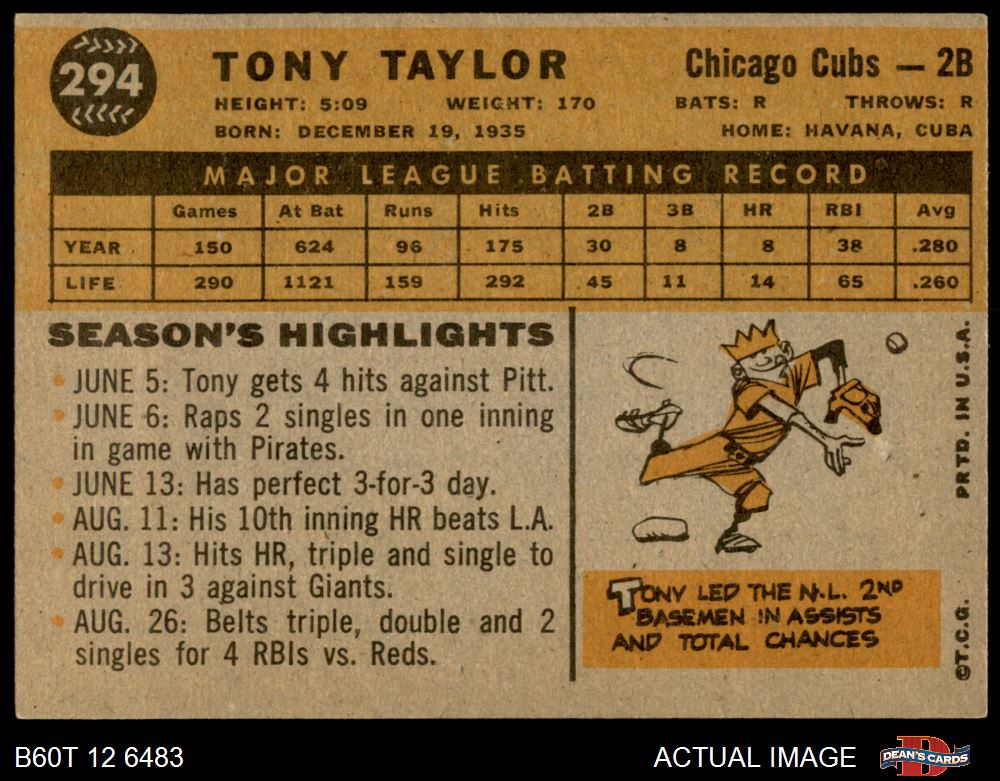 294
TONY TAYLOR
Chicago Cubs — 2B
HEIGHT: 5:09 WEIGHT: 170 BATS: R THROWS: R
BORN: DECEMBER 19, 1935 HOME: HAVANA, CUBA
MAJOR LEAGUE BATTING RECORD
Games At Bat Runs Hits 2B 3B HR RBI Avg
YEAR 150 624 96 175 30 8 8 38 .280
LIFE 290 1121 159 292 45 11 14 65 .260
SEASON'S HIGHLIGHTS
• JUNE 5: Tony gets 4 hits against Pitt.
• JUNE 6: Raps 2 singles in one inning
in game with Pirates.
• JUNE 13: Has perfect 3-for-3 day.
• AUG. 11: His 10th inning HR beats L.A.
• AUG. 13: Hits HR, triple and single to
drive in 3 against Giants.
• AUG. 26: Belts triple, double and 2
singles for 4 RBIs vs. Reds.
TONY LED THE N.L. 2ND
BASEMEN IN ASSISTS
AND TOTAL CHANCES
©T.C.G. PRTD. IN U.S.A.
B60T 12 6483
ACTUAL IMAGE
DEAN'S CARDS